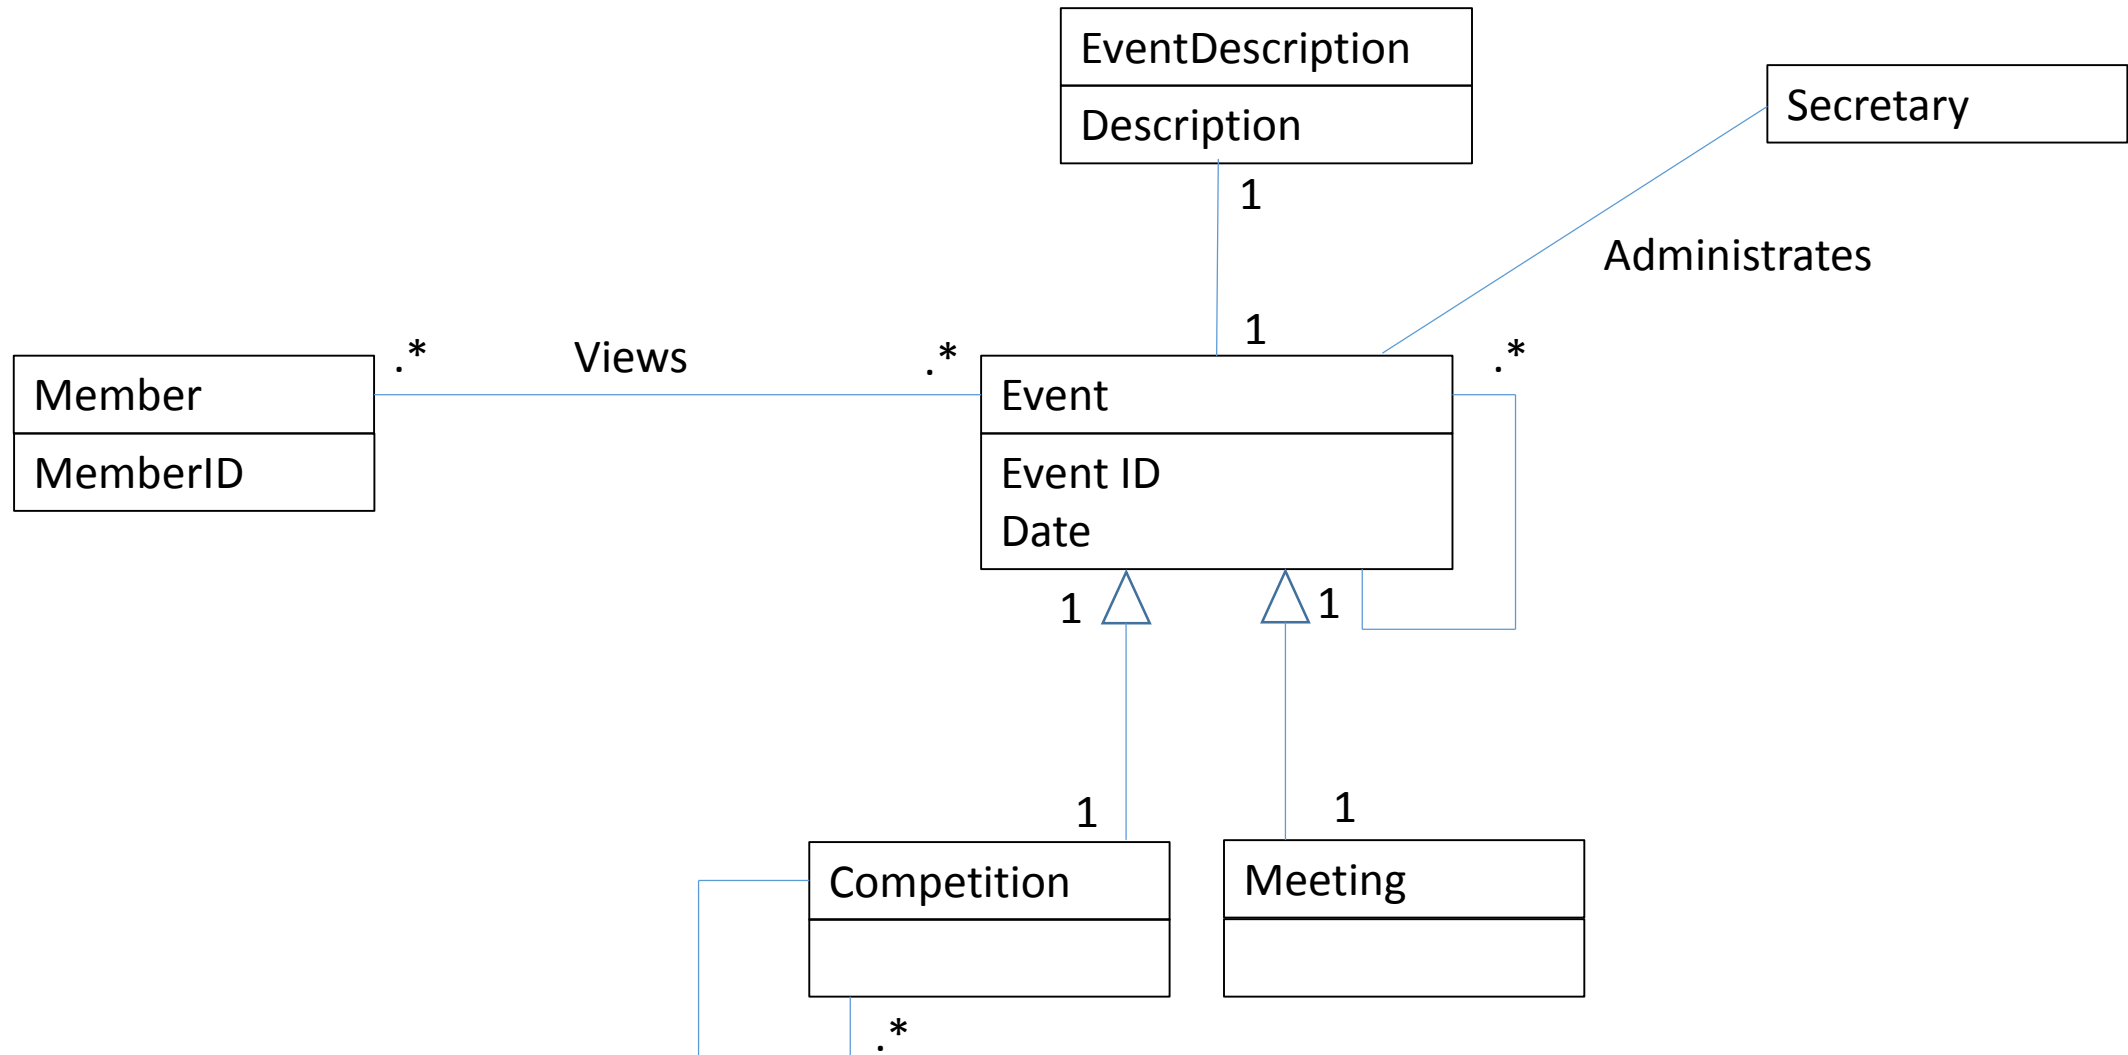 EventDescription
Description
Secretary
1
Administrates
1
.*
Views
.*
.*
Member
MemberID
Event
Event ID
Date
1
1
1
1
Competition
Meeting
.*